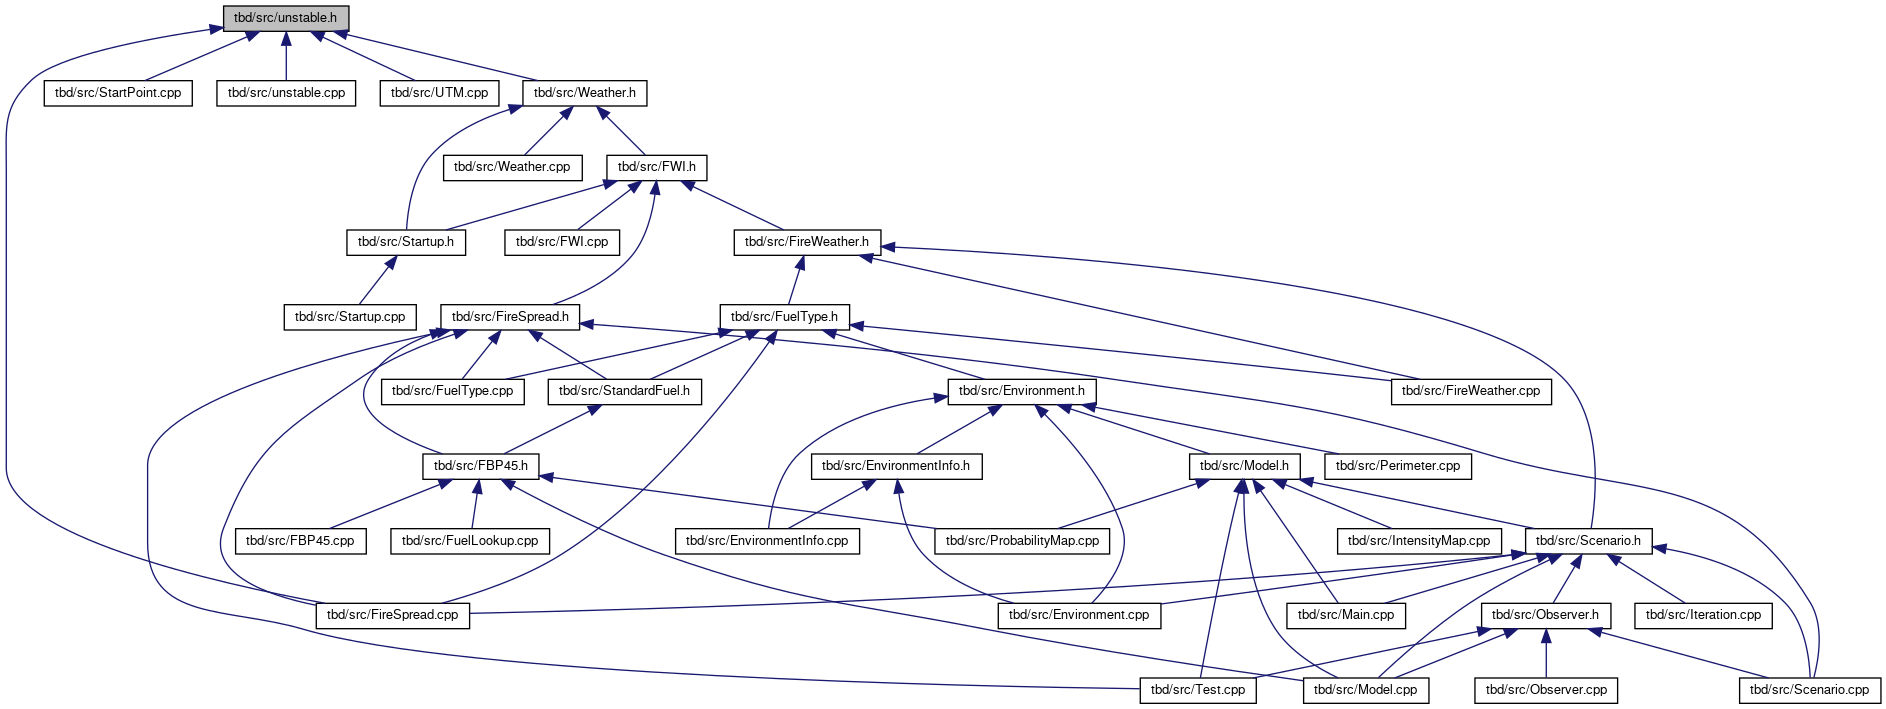 tbd/src/unstable.h
tbd/src/StartPoint.cpp
tbd/src/unstable.cpp
tbd/src/UTM.cpp
tbd/src/Weather.h
tbd/src/Weather.cpp
tbd/src/FWI.h
tbd/src/Startup.h
tbd/src/FWI.cpp
tbd/src/FireWeather.h
tbd/src/Startup.cpp
tbd/src/FireSpread.h
tbd/src/FuelType.h
tbd/src/FuelType.cpp
tbd/src/StandardFuel.h
tbd/src/Environment.h
tbd/src/FireWeather.cpp
tbd/src/FBP45.h
tbd/src/EnvironmentInfo.h
tbd/src/Model.h
tbd/src/Perimeter.cpp
tbd/src/FBP45.cpp
tbd/src/FuelLookup.cpp
tbd/src/EnvironmentInfo.cpp
tbd/src/ProbabilityMap.cpp
tbd/src/IntensityMap.cpp
tbd/src/Scenario.h
tbd/src/FireSpread.cpp
tbd/src/Environment.cpp
tbd/src/Main.cpp
tbd/src/Observer.h
tbd/src/Iteration.cpp
tbd/src/Test.cpp
tbd/src/Model.cpp
tbd/src/Observer.cpp
tbd/src/Scenario.cpp